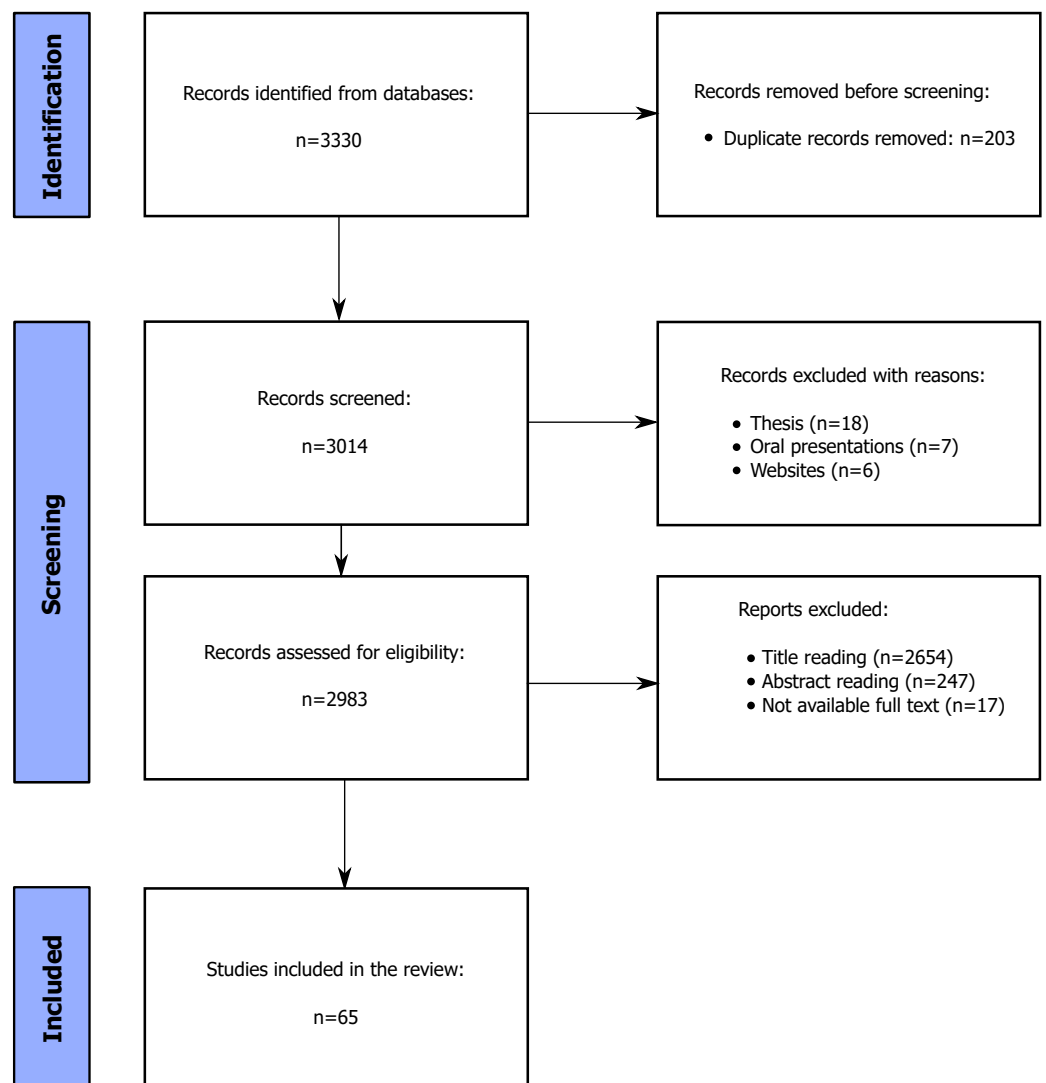 Identification
Records identified from databases:
n=3330
Records removed before screening:
• Duplicate records removed: n=203
Screening
Records screened:
n=3014
Records excluded with reasons:
• Thesis (n=18)
• Oral presentations (n=7)
• Websites (n=6)
Records assessed for eligibility:
n=2983
Reports excluded:
• Title reading (n=2654)
• Abstract reading (n=247)
• Not available full text (n=17)
Included
Studies included in the review:
n=65